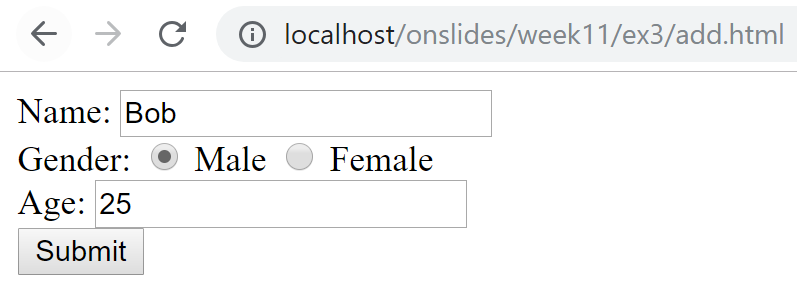 localhost/onslides/week11/ex3/add.html
Name: Bob
Gender: Male Female
Age: 25
Submit